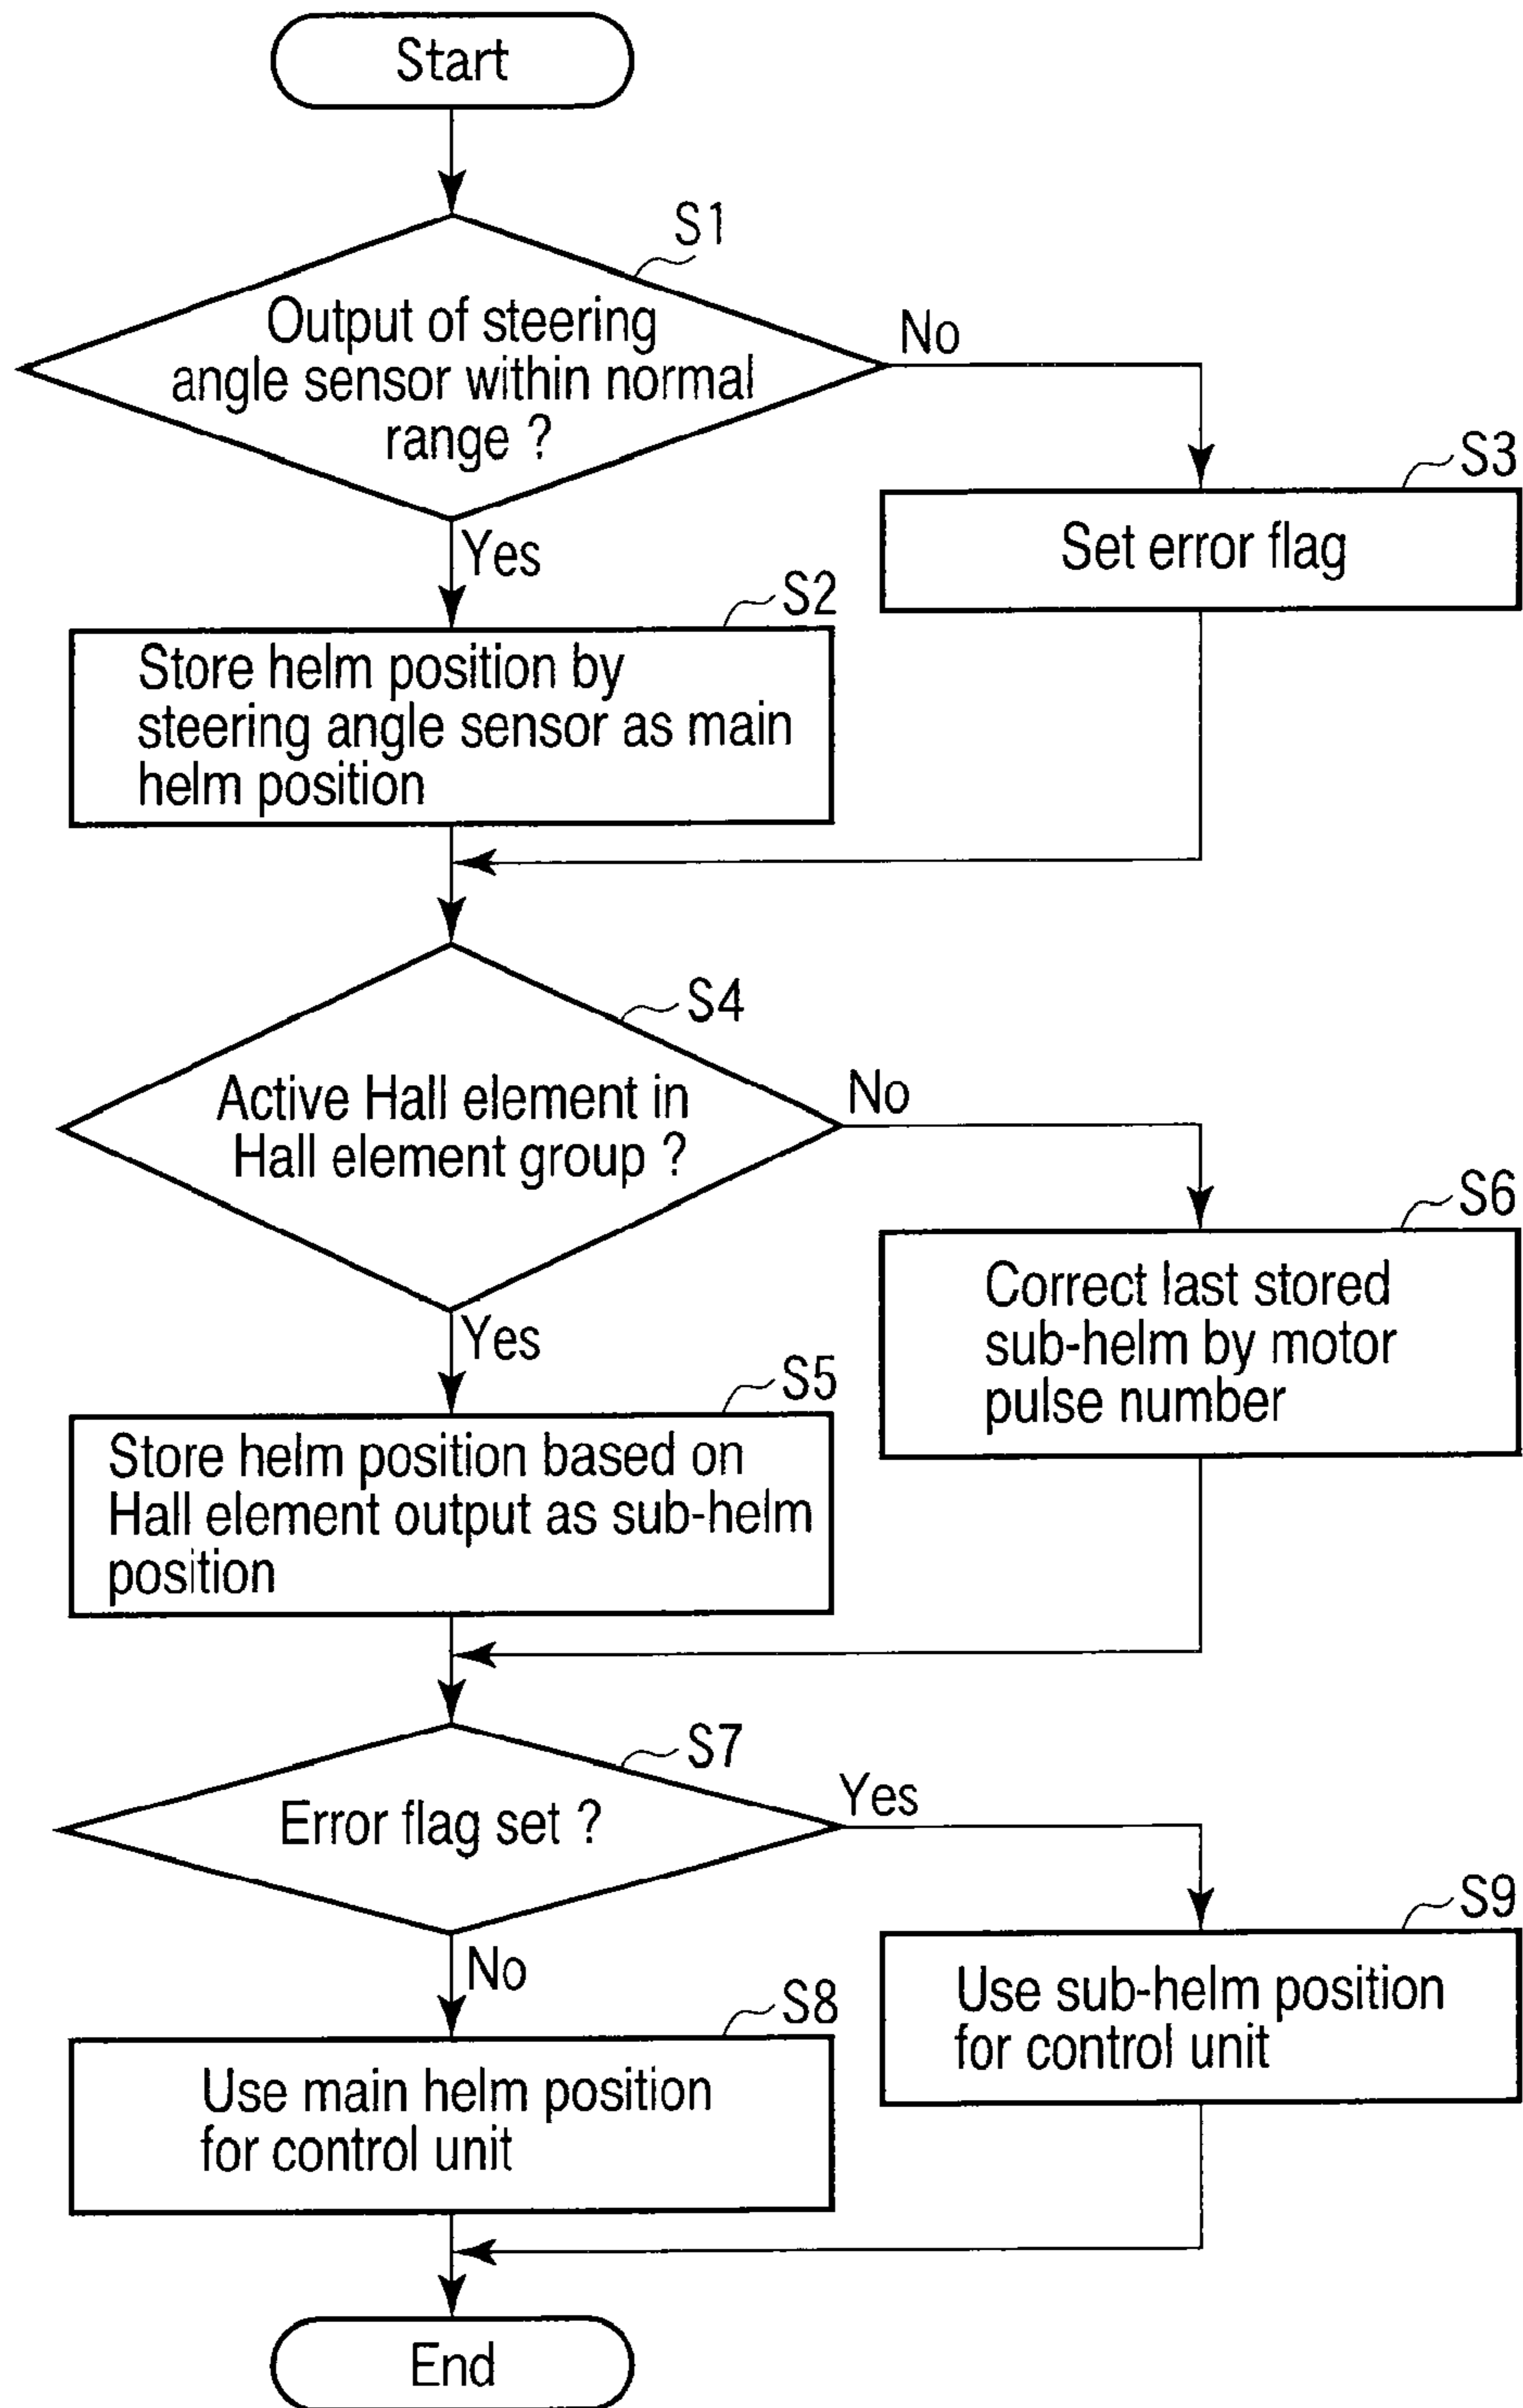 Start
S1
Output of steering
angle sensor within normal
range ?
No
S3
Set error flag
Yes
S2
Store helm position by
steering angle sensor as main
helm position
S4
Active Hall element in
Hall element group ?
No
S6
Correct last stored
sub-helm by motor
pulse number
Yes
S5
Store helm position based on
Hall element output as sub-helm
position
S7
Error flag set ?
Yes
S9
Use sub-helm position
for control unit
No
S8
Use main helm position
for control unit
End